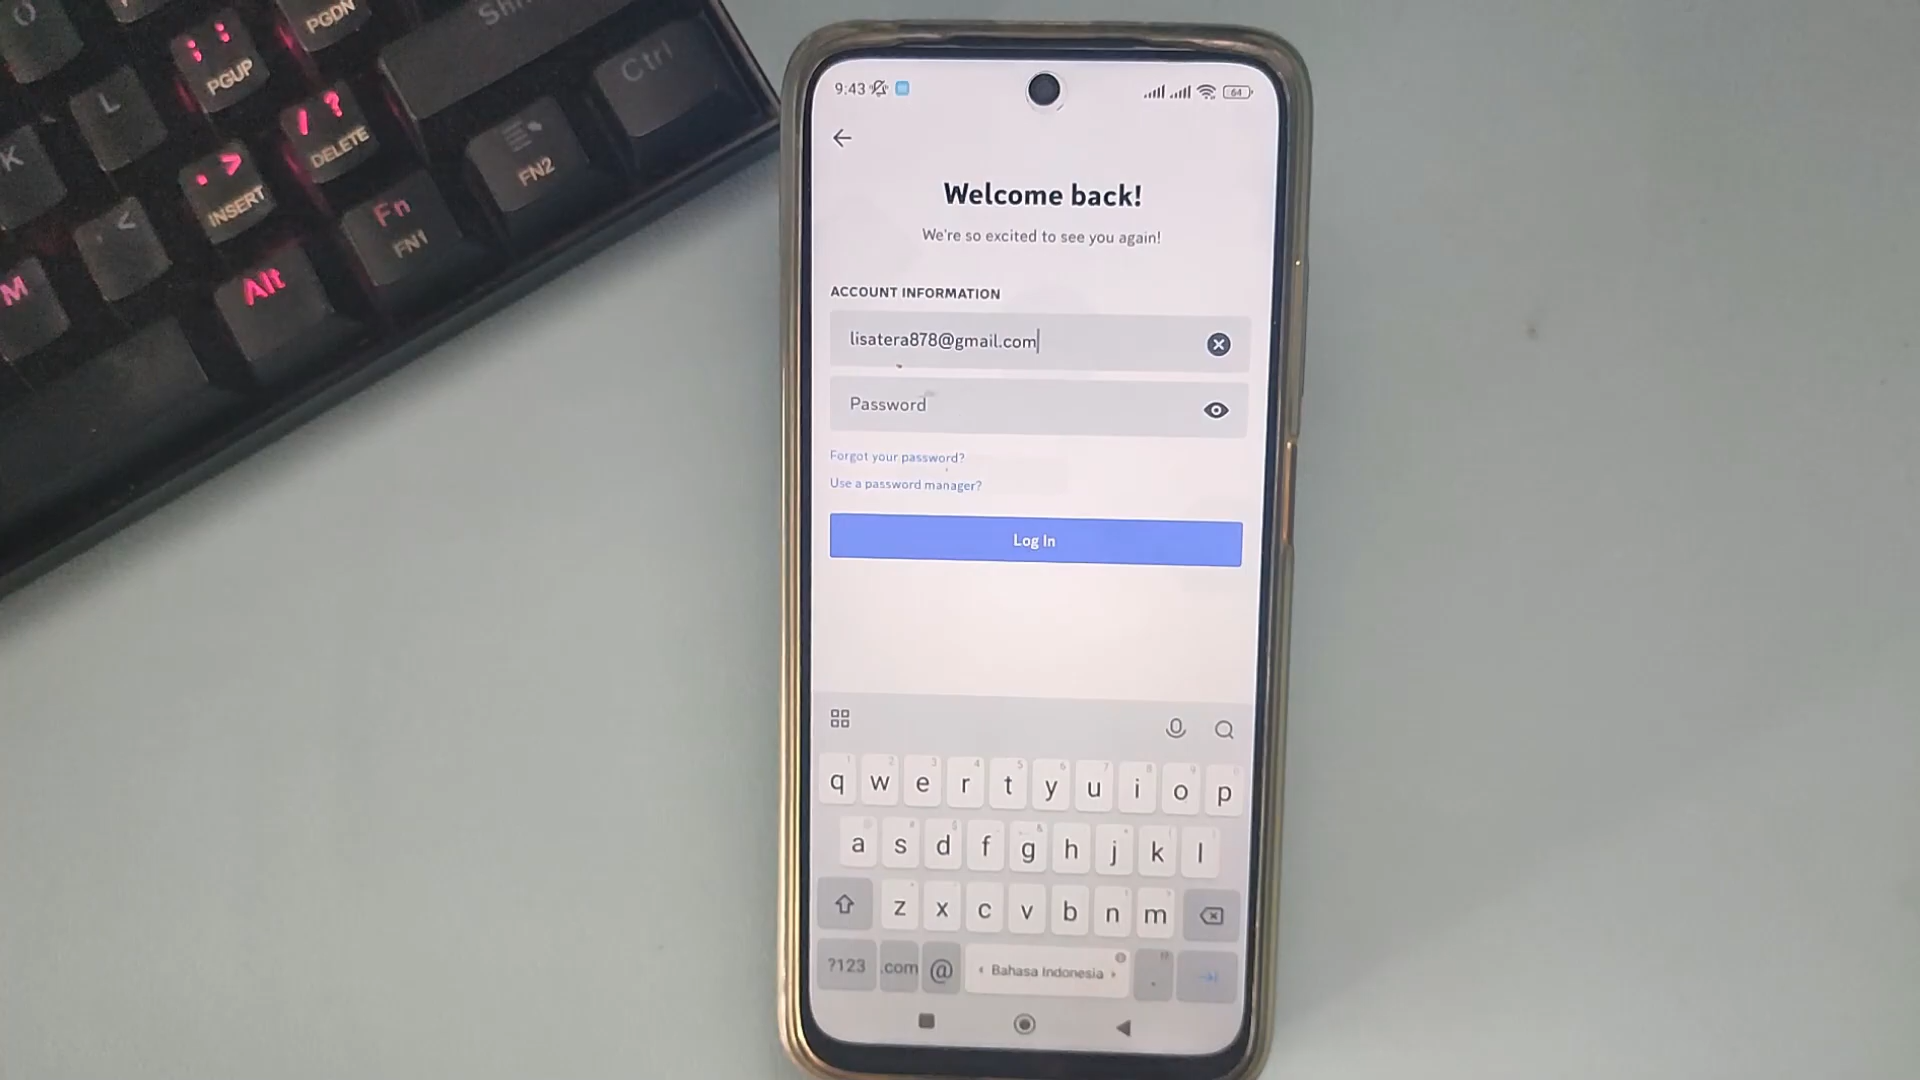 PGDN
Shi
; :
PGUP
Ctrl
L
/ ?
DELETE
K
FN2
. >
INSERT
Fn
FN1
, <
Alt
M
9:43
64
Welcome back!
We're so excited to see you again!
ACCOUNT INFORMATION
lisatera878@gmail.com
Password
Forgot your password?
Use a password manager?
Log In
q w e r t y u i o p
a s d f g h j k l
z x c v b n m
?123 .com @ Bahasa Indonesia .